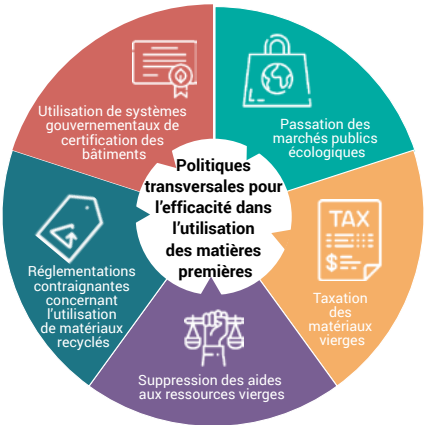 Utilisation de systèmes
gouvernementaux de
certification des
bâtiments
Passation des
marchés publics
écologiques
Politiques
transversales pour
l'efficacité dans
l'utilisation
des matières
premières
TAX
$
Taxation
des
matériaux
vierges
Réglementations
contraignantes
concernant
l'utilisation
de matériaux
recyclés
Suppression des aides
aux ressources vierges